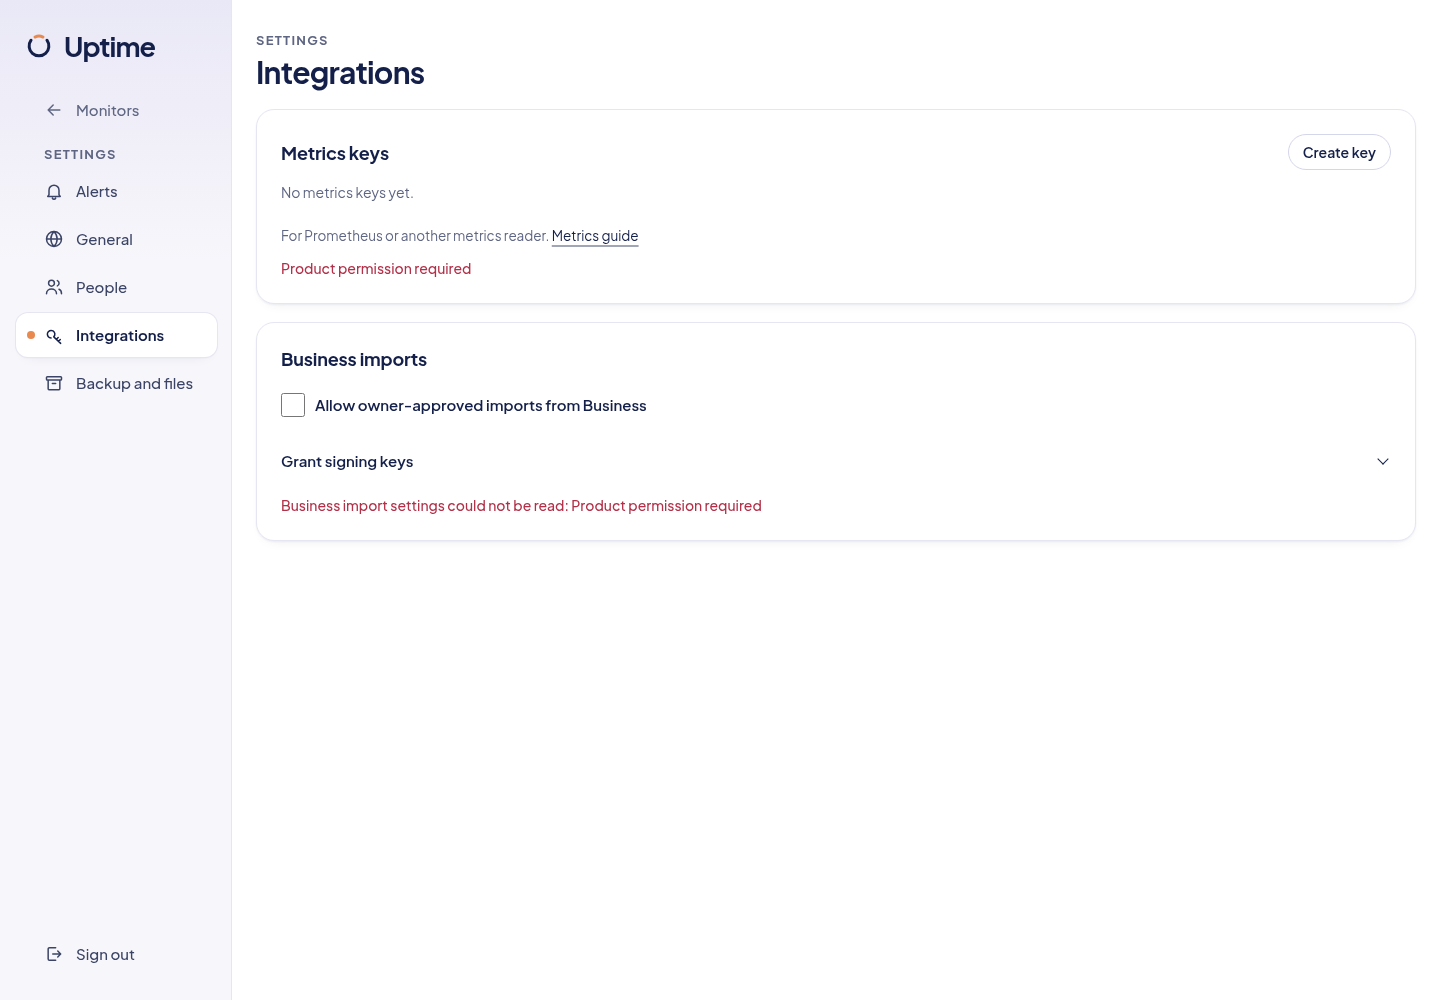 Uptime
Monitors
SETTINGS
Alerts
General
People
Integrations
Backup and files
Sign out
SETTINGS
Integrations
Metrics keys
Create key
No metrics keys yet.
For Prometheus or another metrics reader. Metrics guide
Product permission required
Business imports
Allow owner-approved imports from Business
Grant signing keys
Business import settings could not be read: Product permission required